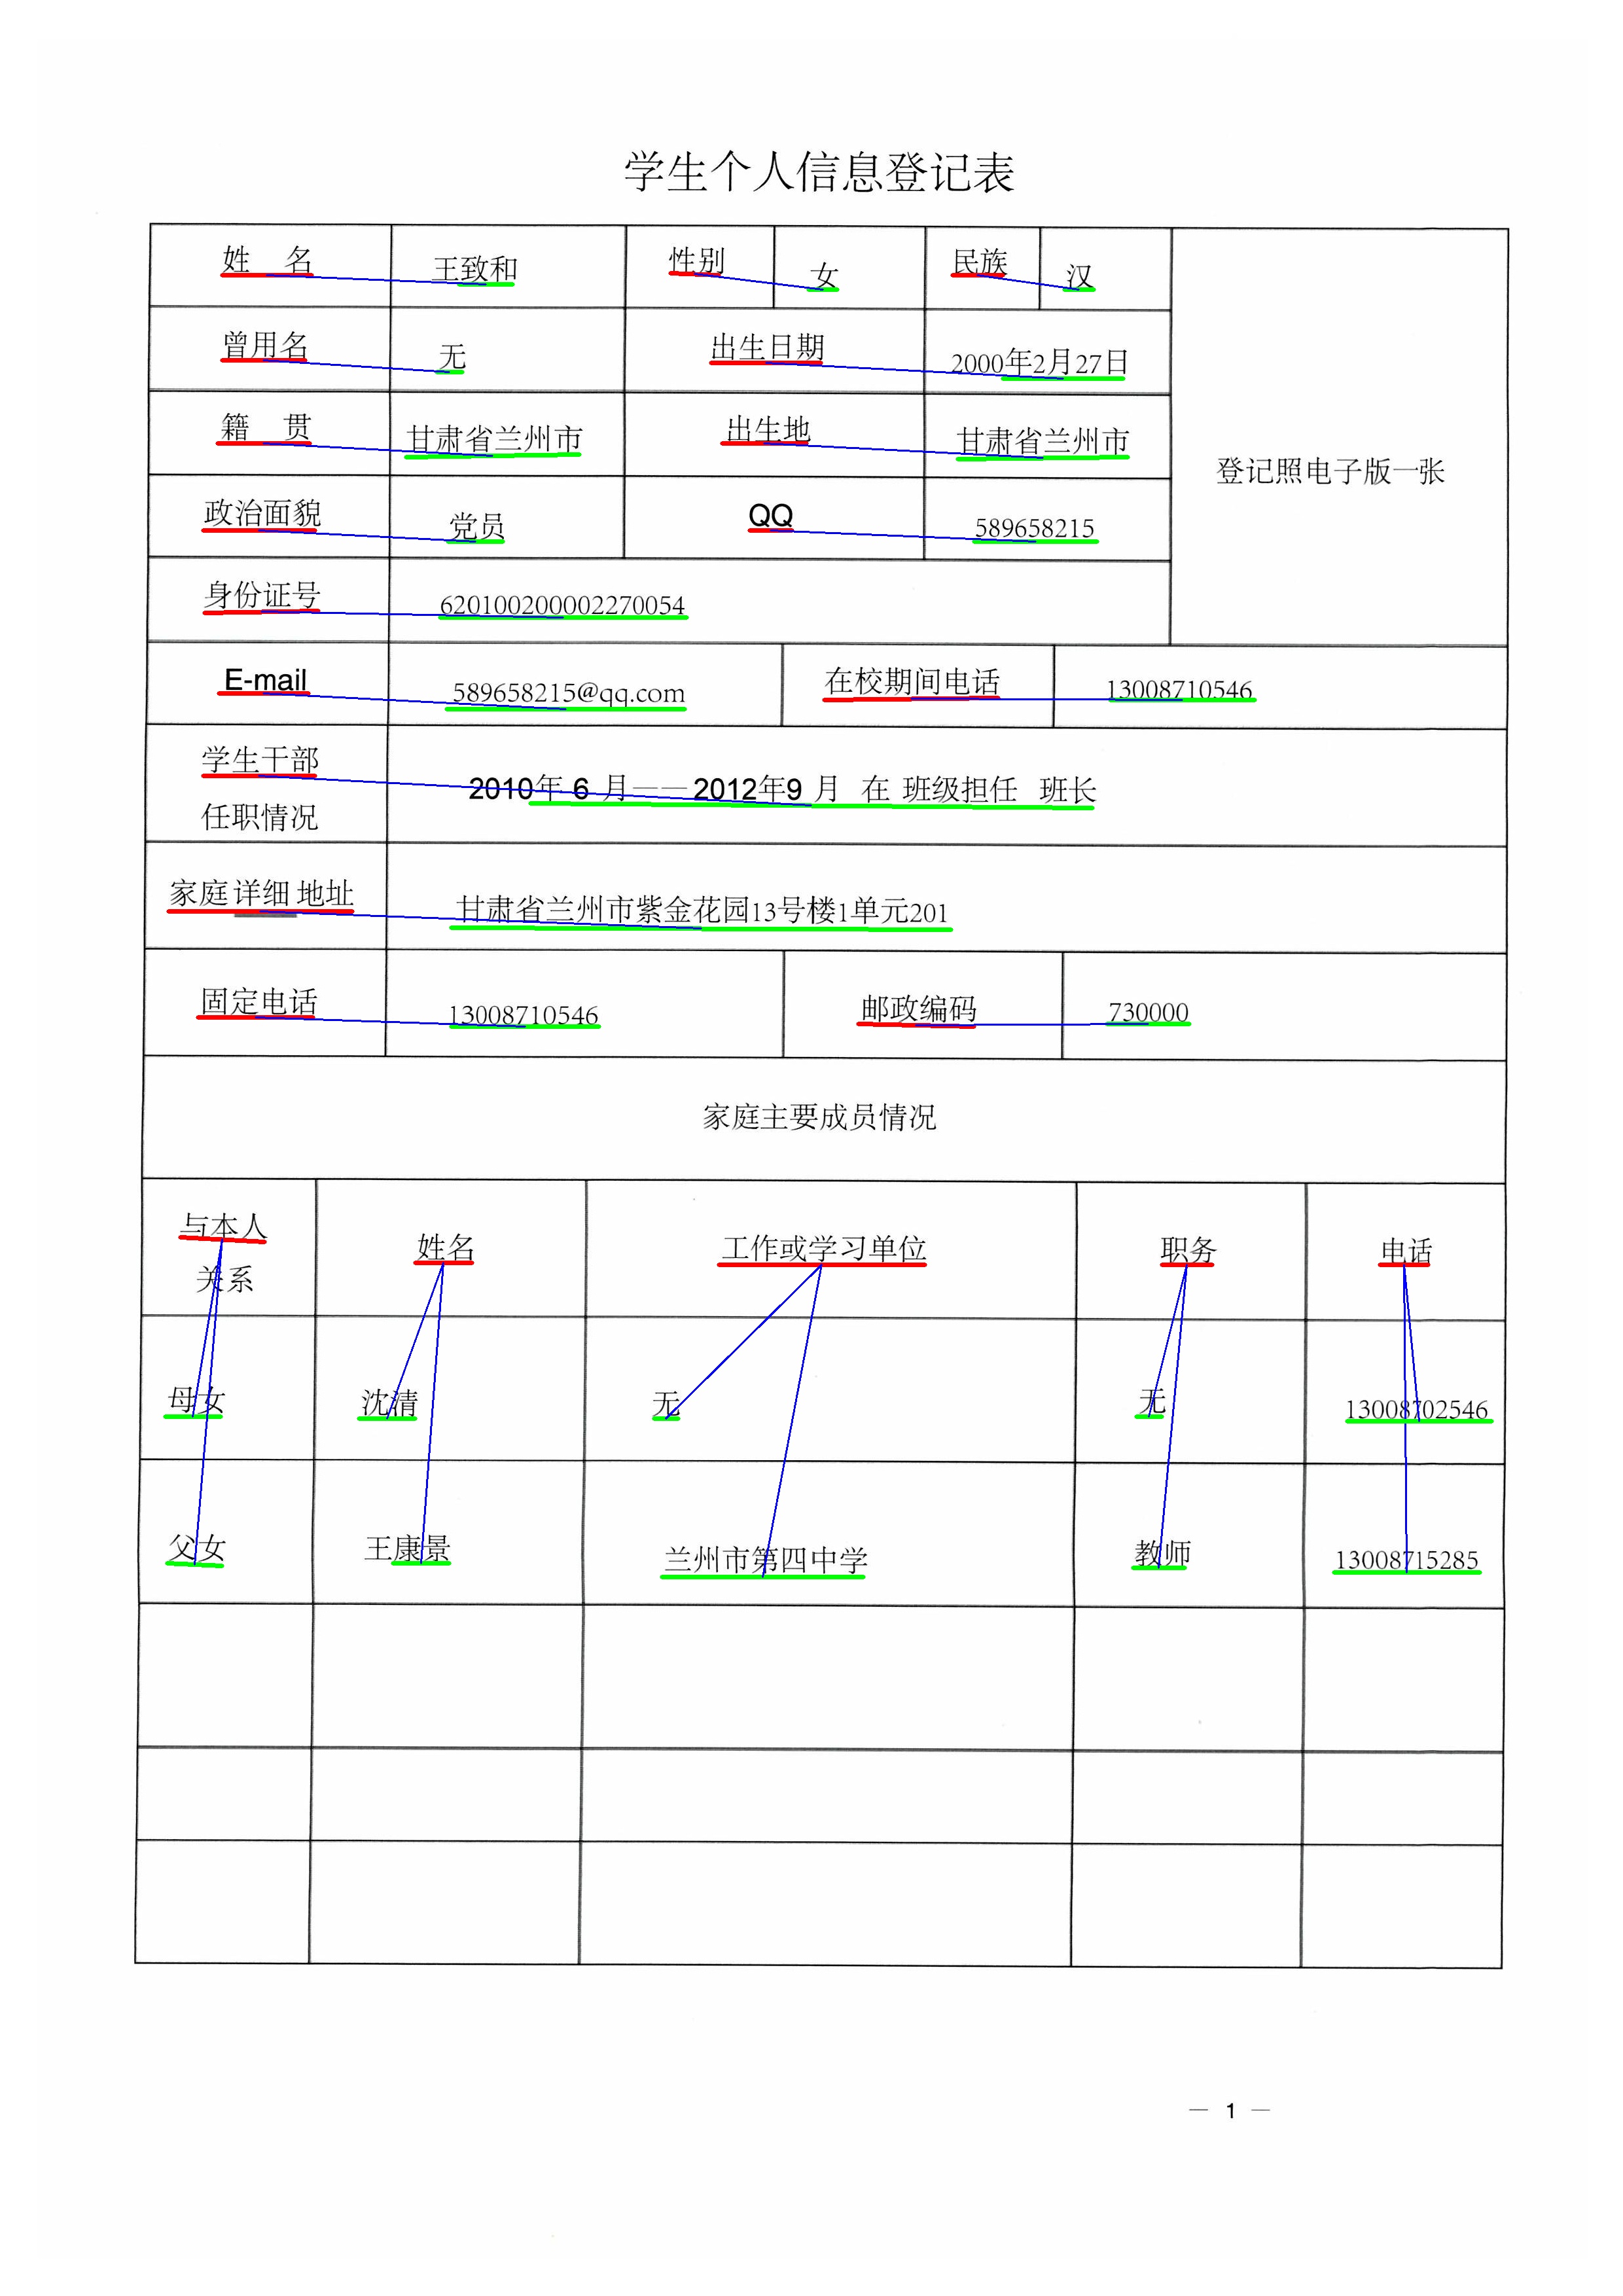 学生个人信息登记表
姓 名 王致和 性别 女 民族 汉
曾用名 无 出生日期 2000年2月27日
籍 贯 甘肃省兰州市 出生地 甘肃省兰州市
登记照电子版一张
政治面貌 党员 QQ 589658215
身份证号 620100200002270054
E-mail 589658215@qq.com 在校期间电话 13008710546
学生干部
任职情况
2010年 6 月——2012年9 月 在 班级担任 班长
家庭详细地址 甘肃省兰州市紫金花园13号楼1单元201
固定电话 13008710546 邮政编码 730000
家庭主要成员情况
与本人
关系
姓名 工作或学习单位 职务 电话
母女 沈清 无 无 13008702546
父女 王康景 兰州市第四中学 教师 13008715285
— 1 —